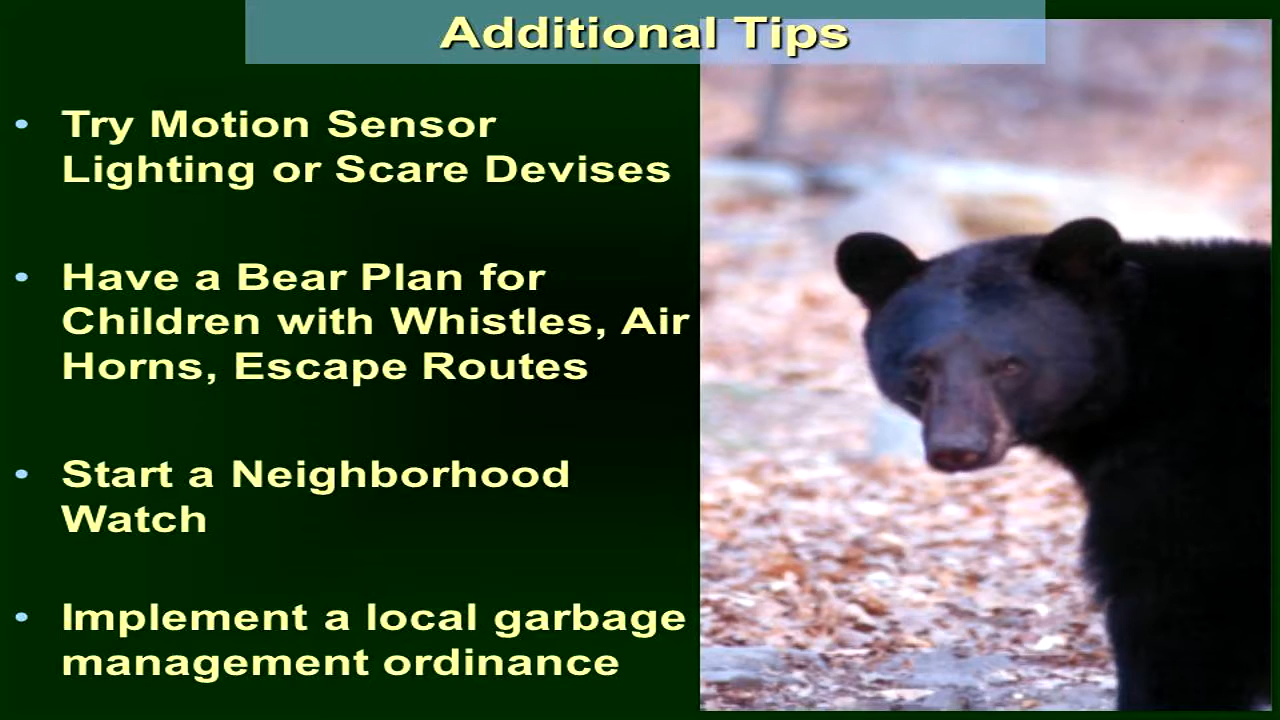 Additional Tips
• Try Motion Sensor
Lighting or Scare Devises
• Have a Bear Plan for
Children with Whistles, Air
Horns, Escape Routes
• Start a Neighborhood
Watch
• Implement a local garbage
management ordinance